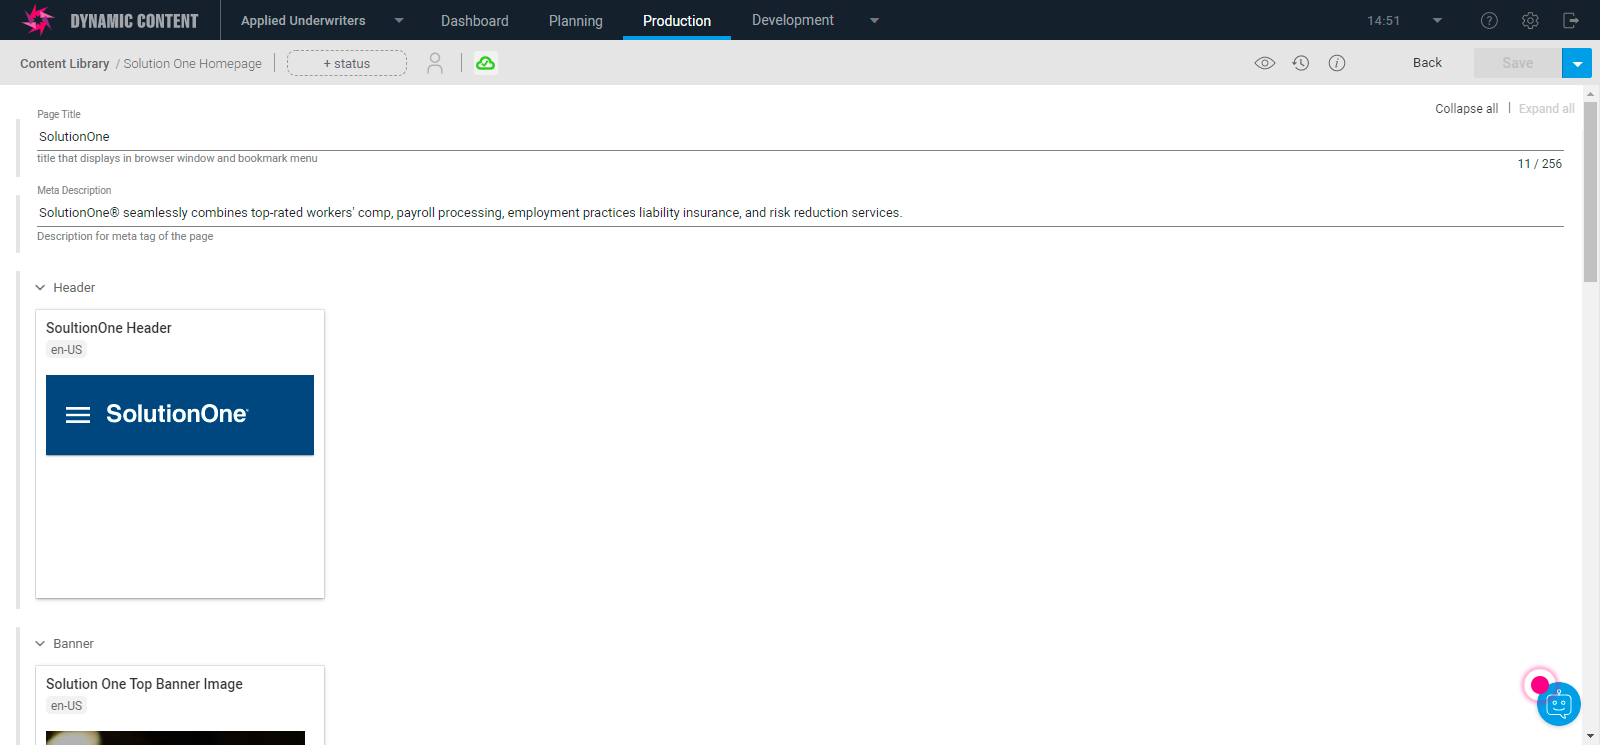 DYNAMIC CONTENT Applied Underwriters Dashboard Planning Production Development 14:51 ?
Content Library / Solution One Homepage + status i Back Save
Collapse all | Expand all
Page Title
SolutionOne
title that displays in browser window and bookmark menu
11 / 256
Meta Description
SolutionOne® seamlessly combines top-rated workers' comp, payroll processing, employment practices liability insurance, and risk reduction services.
Description for meta tag of the page
Header
SoultionOne Header
en-US
SolutionOne
Banner
Solution One Top Banner Image
en-US